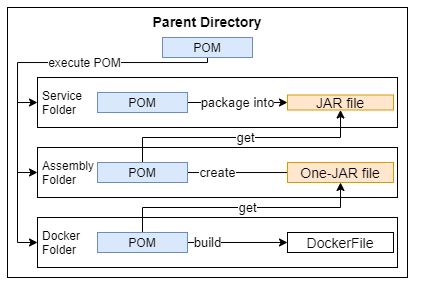 Parent Directory
POM
execute POM
Service
Folder
POM
package into
JAR file
get
Assembly
Folder
POM
create
One-JAR file
get
Docker
Folder
POM
build
DockerFile